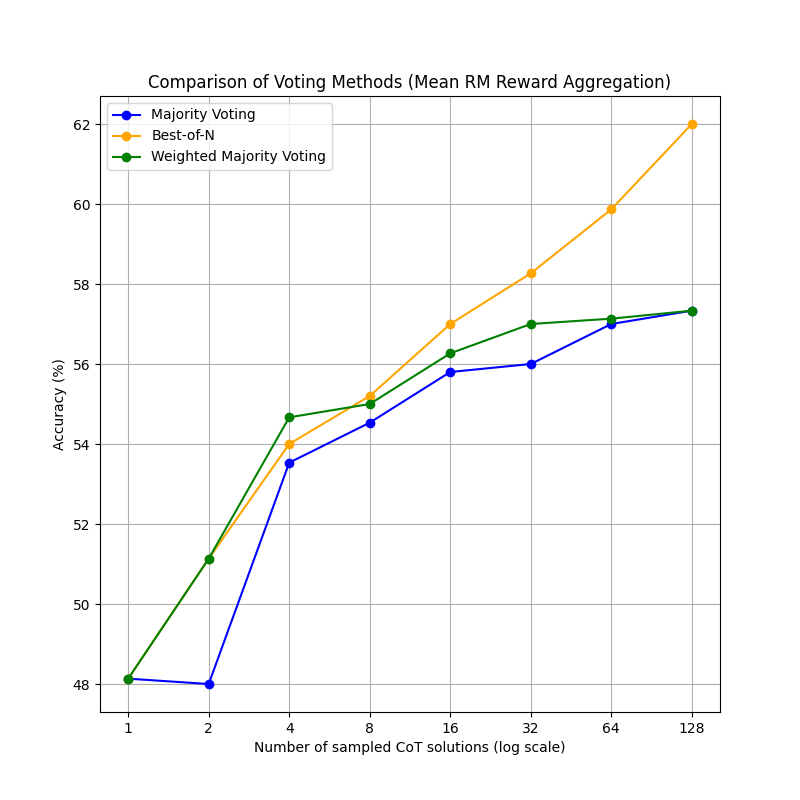 Comparison of Voting Methods (Mean RM Reward Aggregation)
Majority Voting
Best-of-N
Weighted Majority Voting
Accuracy (%)
62
60
58
56
54
52
50
48
1 2 4 8 16 32 64 128
Number of sampled CoT solutions (log scale)